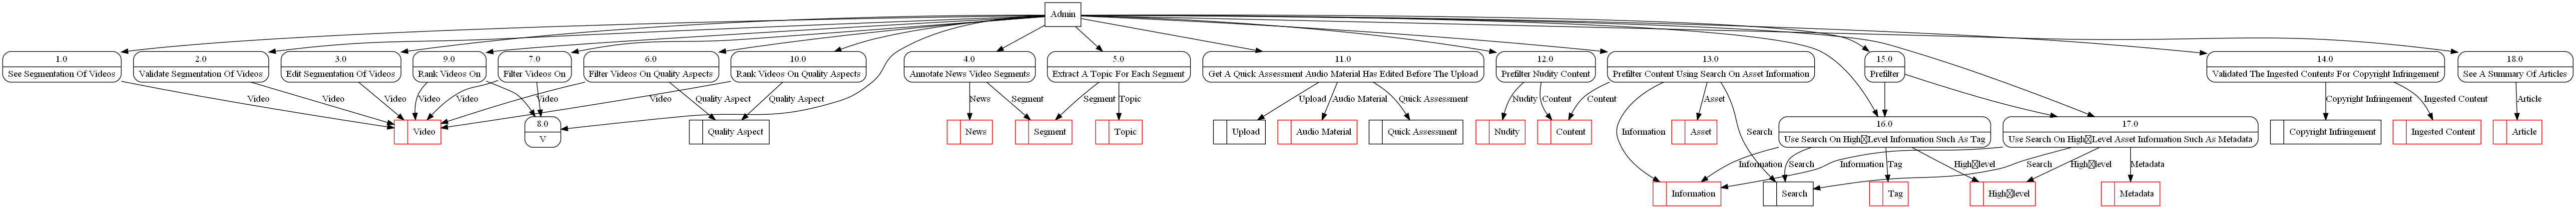 Admin
1.0
See Segmentation Of Videos
2.0
Validate Segmentation Of Videos
3.0
Edit Segmentation Of Videos
9.0
Rank Videos On
7.0
Filter Videos On
6.0
Filter Videos On Quality Aspects
10.0
Rank Videos On Quality Aspects
4.0
Annotate News Video Segments
5.0
Extract A Topic For Each Segment
11.0
Get A Quick Assessment Audio Material Has Edited Before The Upload
12.0
Prefilter Nudity Content
13.0
Prefilter Content Using Search On Asset Information
15.0
Prefilter
14.0
Validated The Ingested Contents For Copyright Infringement
18.0
See A Summary Of Articles
Video
Video
Video
Video
Video
Video
Video
Video
Quality Aspect
Quality Aspect
News
Segment
Segment
Topic
Upload
Audio Material
Quick Assessment
Nudity
Content
Content
Information
Asset
Search
Copyright Infringement
Ingested Content
Article
Video
8.0
V
Quality Aspect
News
Segment
Topic
Upload
Audio Material
Quick Assessment
Nudity
Content
Asset
16.0
Use Search On High￾Level Information Such As Tag
17.0
Use Search On High￾Level Asset Information Such As Metadata
Copyright Infringement
Ingested Content
Article
Information
Search
Tag
High￾level
Information
Search
High￾level
Metadata
Information
Search
Tag
High￾level
Metadata